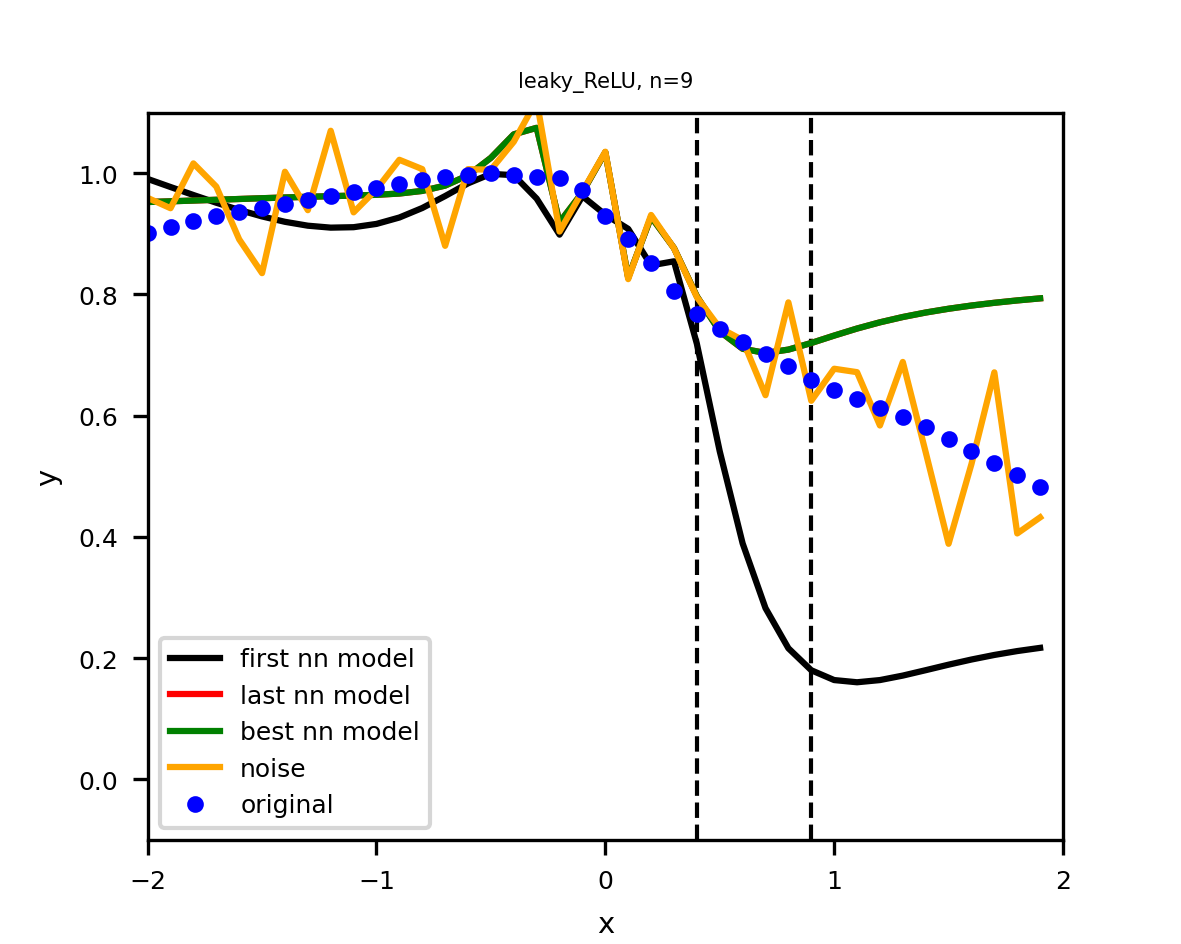 leaky_ReLU, n=9
y
1.0
0.8
0.6
0.4
0.2
0.0
first nn model
last nn model
best nn model
noise
original
−2
−1
0
1
2
x